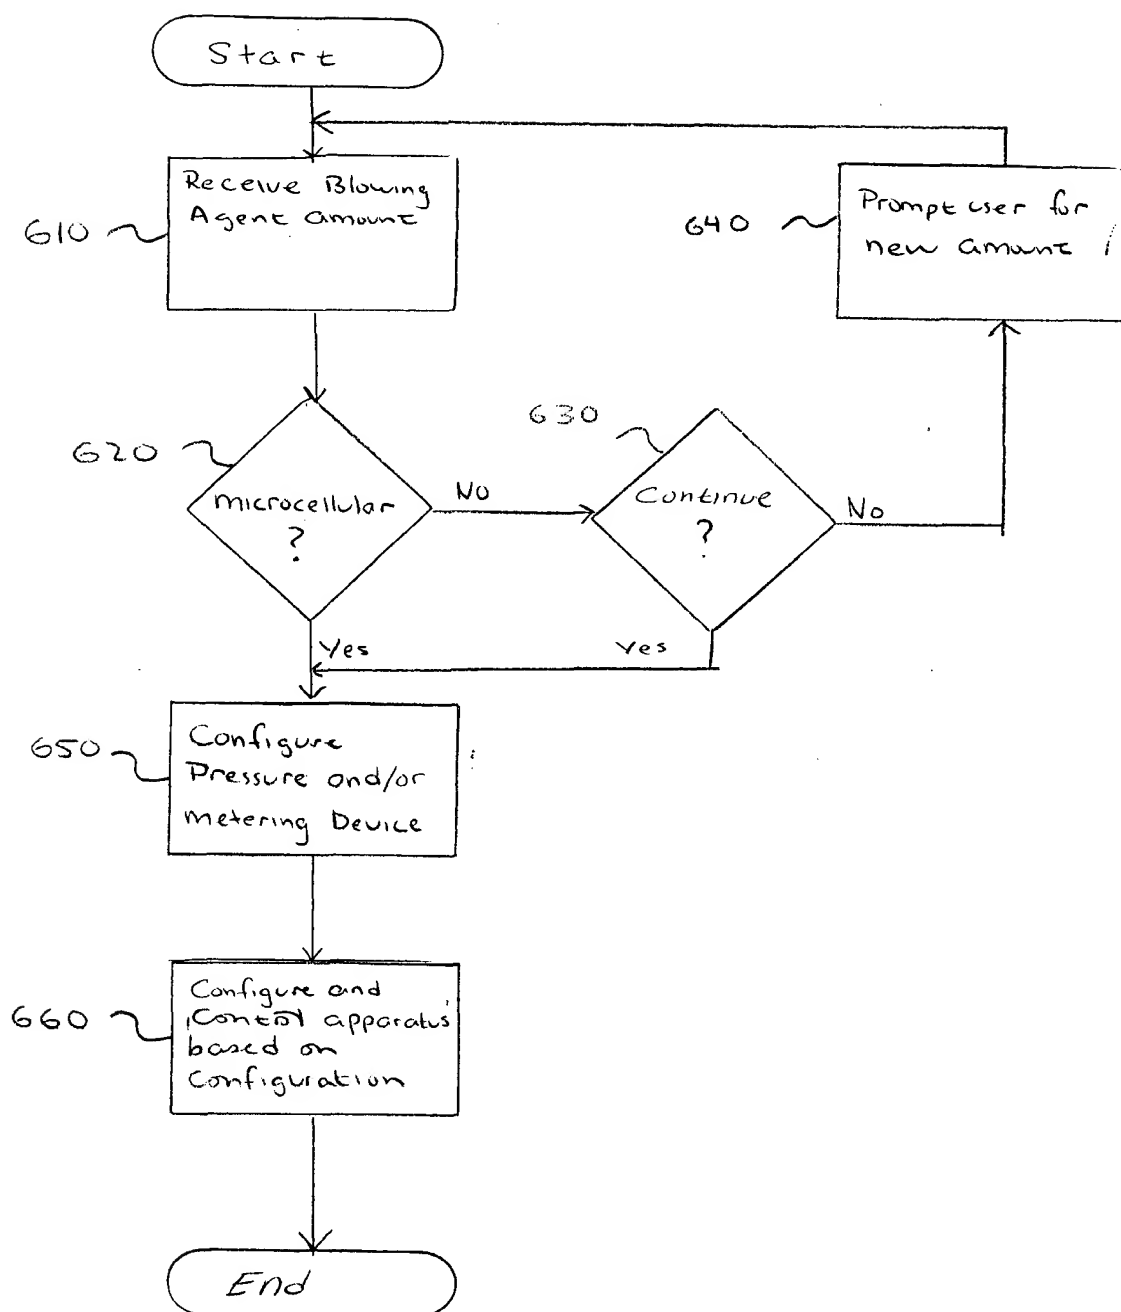 Start
Receive Blowing
Agent amount
610
Prompt user for
new amount
640
620
microcellular
?
No
630
Continue
?
No
Yes
Yes
650
Configure
Pressure and/or
metering Device
660
Configure and
Control apparatus
based on
Configuration
End